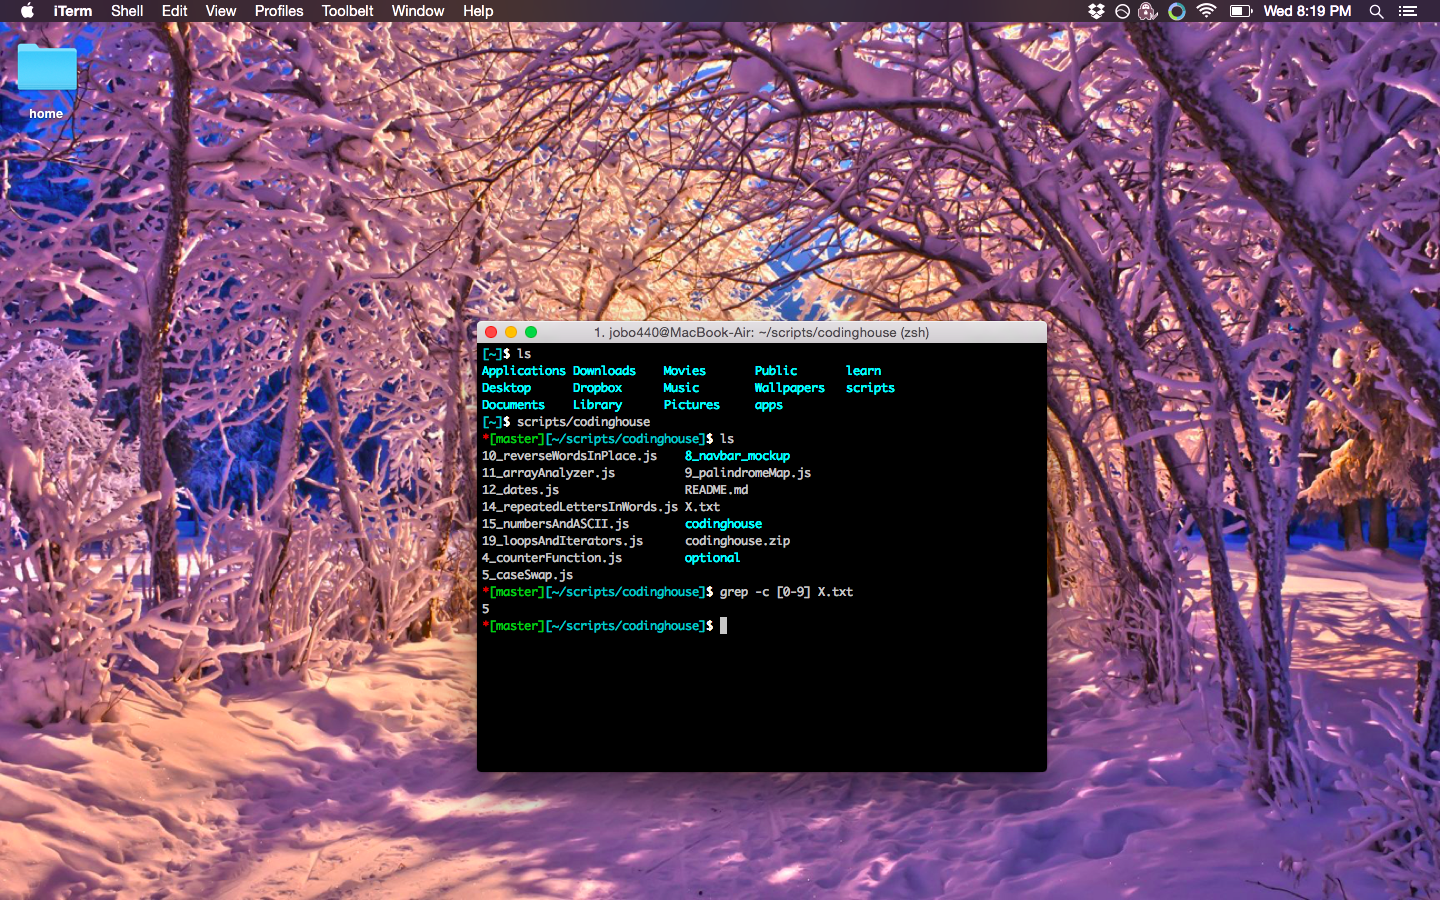 iTerm Shell Edit View Profiles Toolbelt Window Help Wed 8:19 PM
home
1. jobo440@MacBook-Air: ~/scripts/codinghouse (zsh)
[~]$ ls
Applications Downloads Movies Public learn
Desktop Dropbox Music Wallpapers scripts
Documents Library Pictures apps
[~]$ scripts/codinghouse
*[master][~/scripts/codinghouse]$ ls
10_reverseWordsInPlace.js 8_navbar_mockup
11_arrayAnalyzer.js 9_palindromeMap.js
12_dates.js README.md
14_repeatedLettersInWords.js X.txt
15_numbersAndASCII.js codinghouse
19_loopsAndIterators.js codinghouse.zip
4_counterFunction.js optional
5_caseSwap.js
*[master][~/scripts/codinghouse]$ grep -c [0-9] X.txt
5
*[master][~/scripts/codinghouse]$